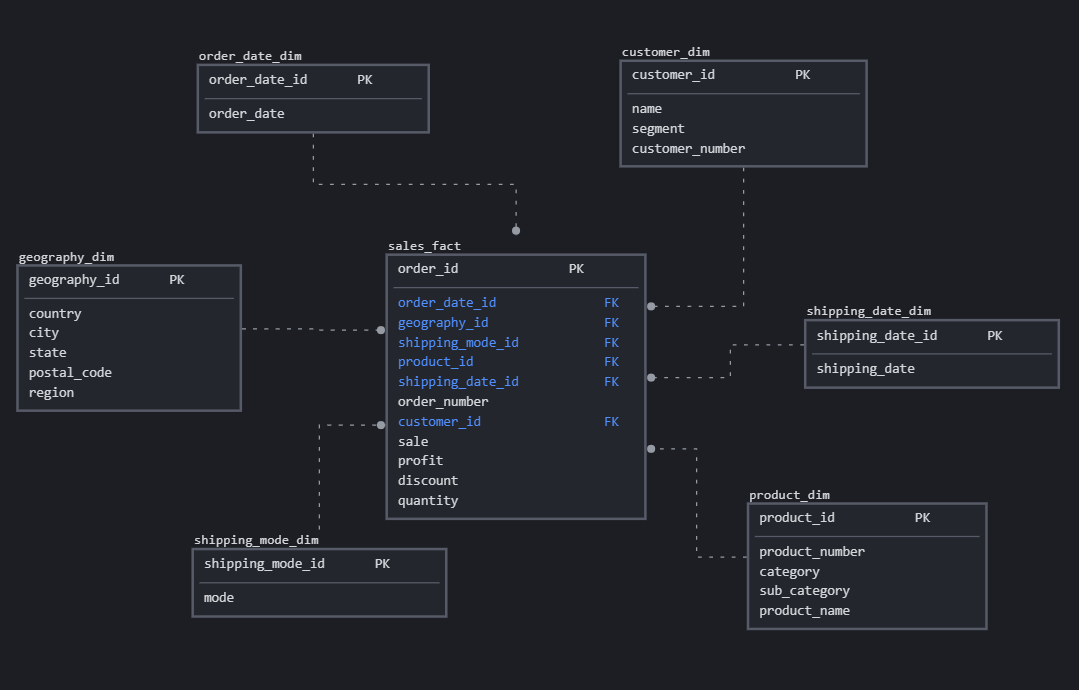 order_date_dim
order_date_id PK
order_date
customer_dim
customer_id PK
name
segment
customer_number
geography_dim
geography_id PK
country
city
state
postal_code
region
sales_fact
order_id PK
order_date_id FK
geography_id FK
shipping_mode_id FK
product_id FK
shipping_date_id FK
order_number
customer_id FK
sale
profit
discount
quantity
shipping_date_dim
shipping_date_id PK
shipping_date
shipping_mode_dim
shipping_mode_id PK
mode
product_dim
product_id PK
product_number
category
sub_category
product_name